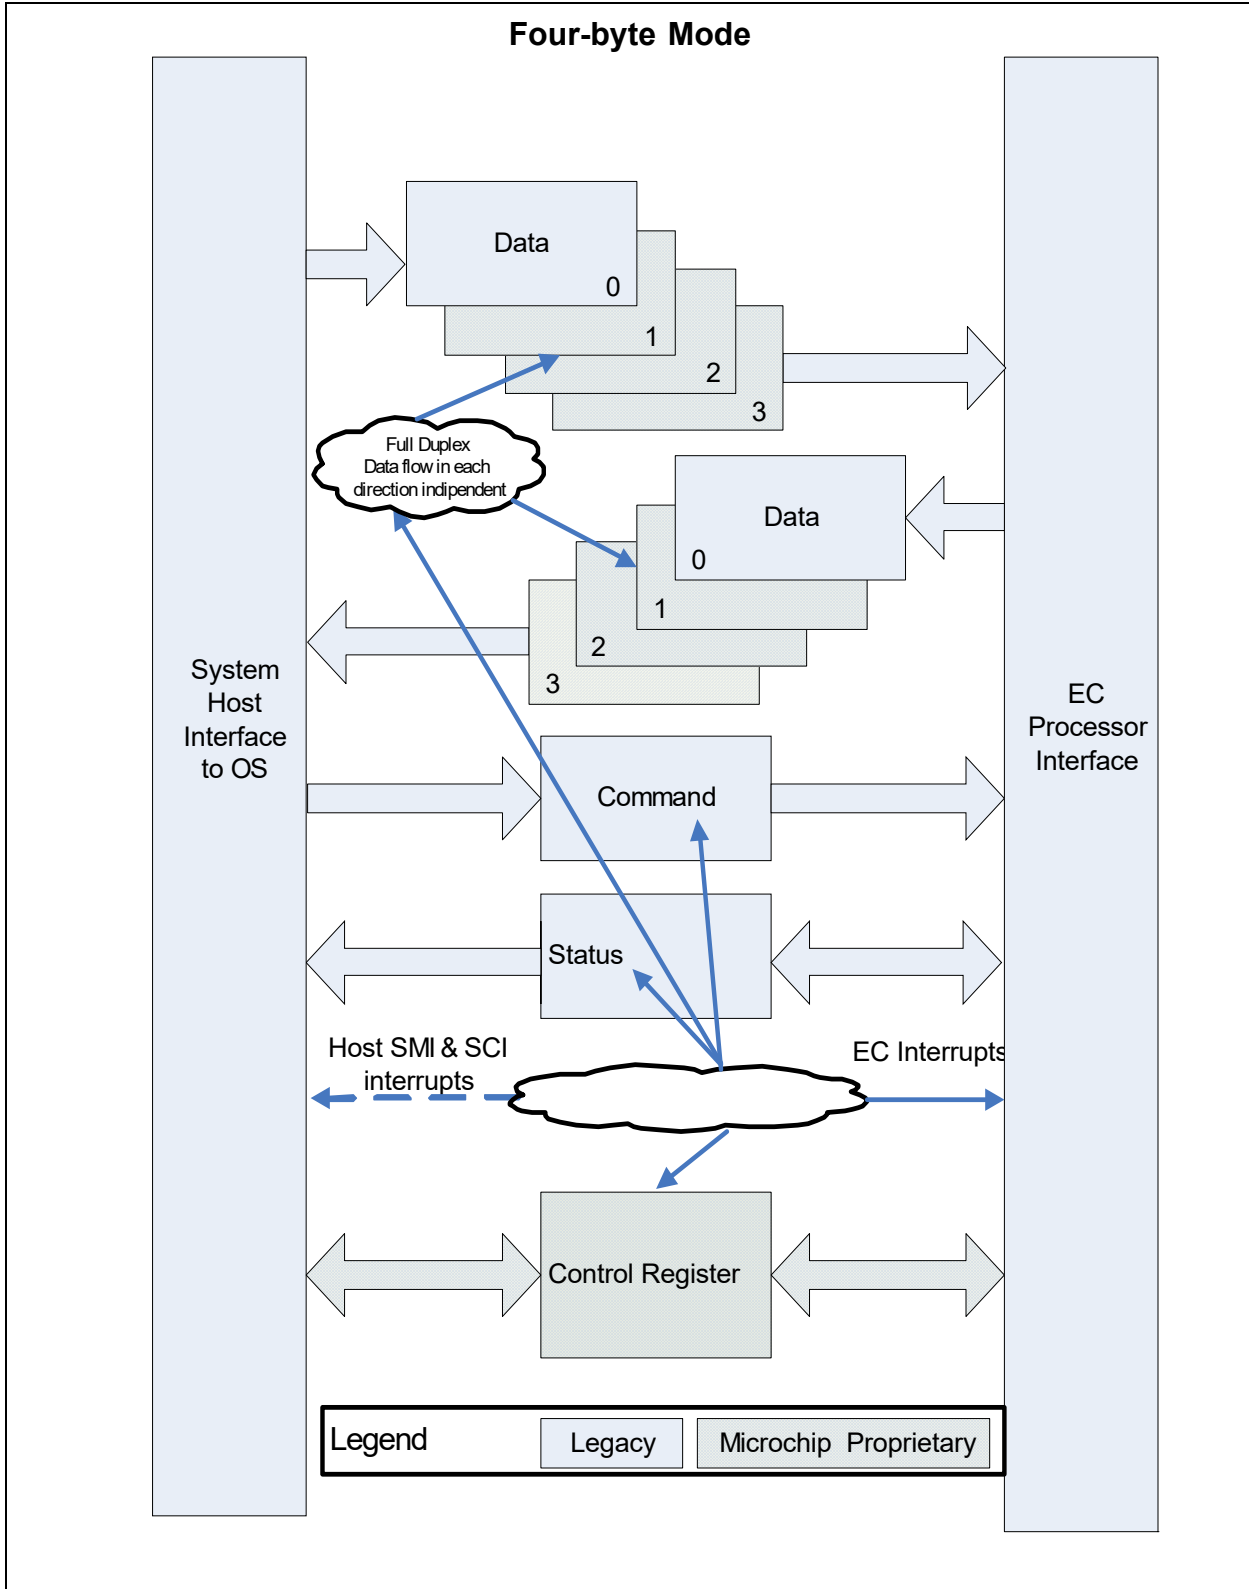 Four-byte Mode
Data
0
1
2
3
Full Duplex
Data flow in each
direction indipendent
Data
0
1
2
3
System
Host
Interface
to OS
EC
Processor
Interface
Command
Status
Host SMI & SCI
interrupts
EC Interrupts
Control Register
Legend
Legacy
Microchip Proprietary